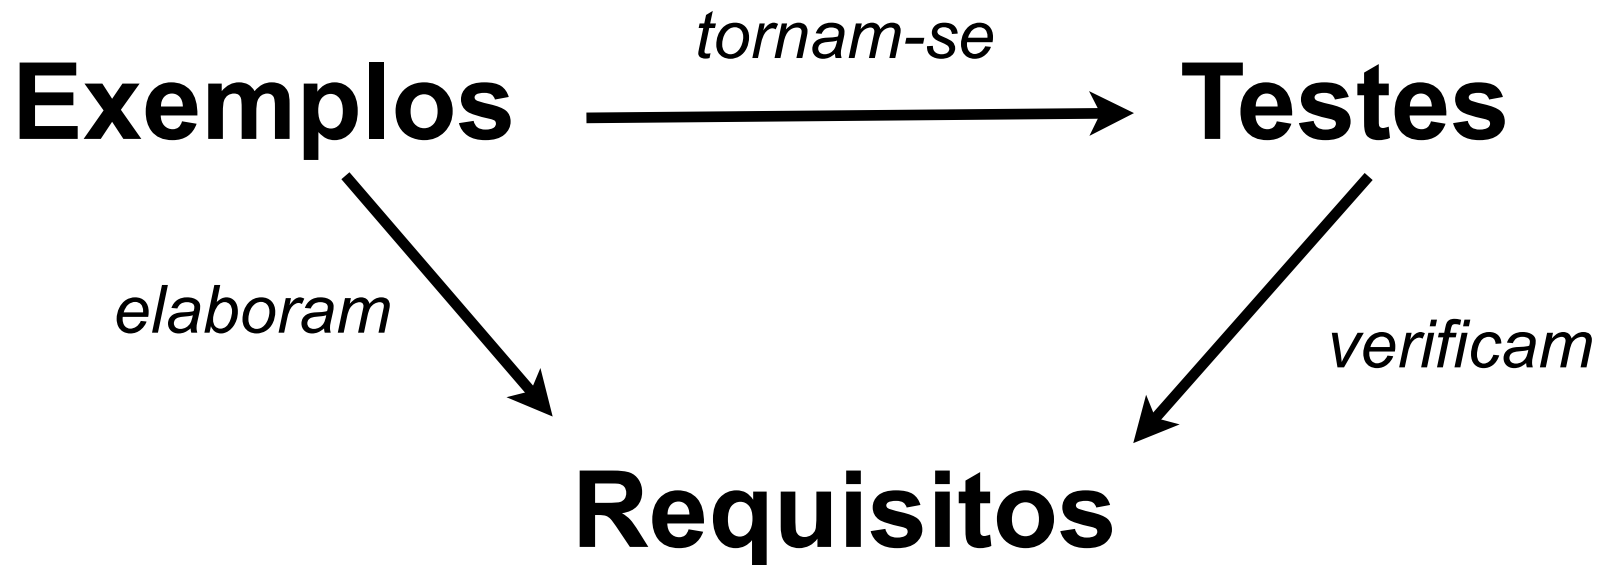 tornam-se
Exemplos
Testes
elaboram
verificam
Requisitos